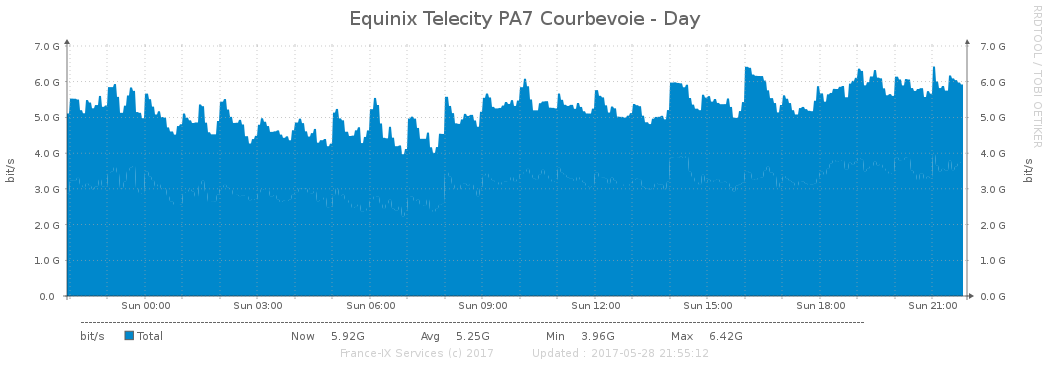 Equinix Telecity PA7 Courbevoie - Day
RRDTOOL / TOBI OETIKER
7.0 G 7.0 G
6.0 G 6.0 G
5.0 G 5.0 G
4.0 G 4.0 G
3.0 G 3.0 G
2.0 G 2.0 G
1.0 G 1.0 G
0.0 0.0 G
bit/s bit/s
Sun 00:00 Sun 03:00 Sun 06:00 Sun 09:00 Sun 12:00 Sun 15:00 Sun 18:00 Sun 21:00
bit/s Total Now 5.92G Avg 5.25G Min 3.96G Max 6.42G
France-IX Services (c) 2017 Updated : 2017-05-28 21:55:12